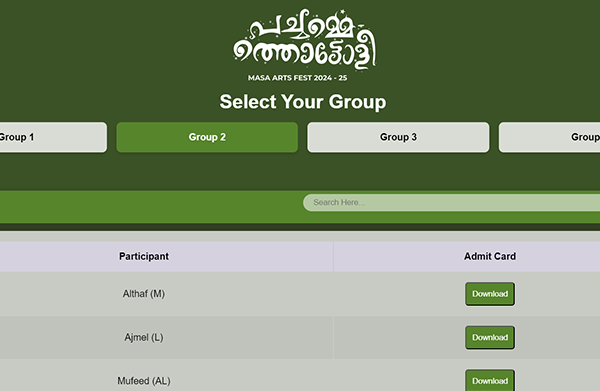 പച്ചമ്മെ
ത്തൊട്ടോളീ
MASA ARTS FEST 2024 - 25
Select Your Group
Group 1
Group 2
Group 3
Group
Search Here...
Participant
Admit Card
Althaf (M)
Download
Ajmel (L)
Download
Mufeed (AL)
Download